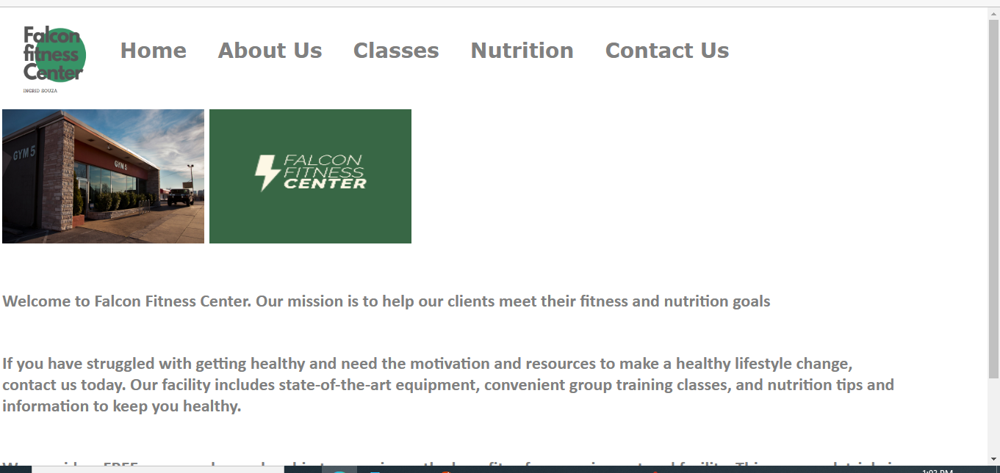 Falcon
fitness
Center
INGRID SOUZA
Home About Us Classes Nutrition Contact Us
GYM 5
GYM 5
FALCON
FITNESS
CENTER
Welcome to Falcon Fitness Center. Our mission is to help our clients meet their fitness and nutrition goals
If you have struggled with getting healthy and need the motivation and resources to make a healthy lifestyle change,
contact us today. Our facility includes state-of-the-art equipment, convenient group training classes, and nutrition tips and
information to keep you healthy.